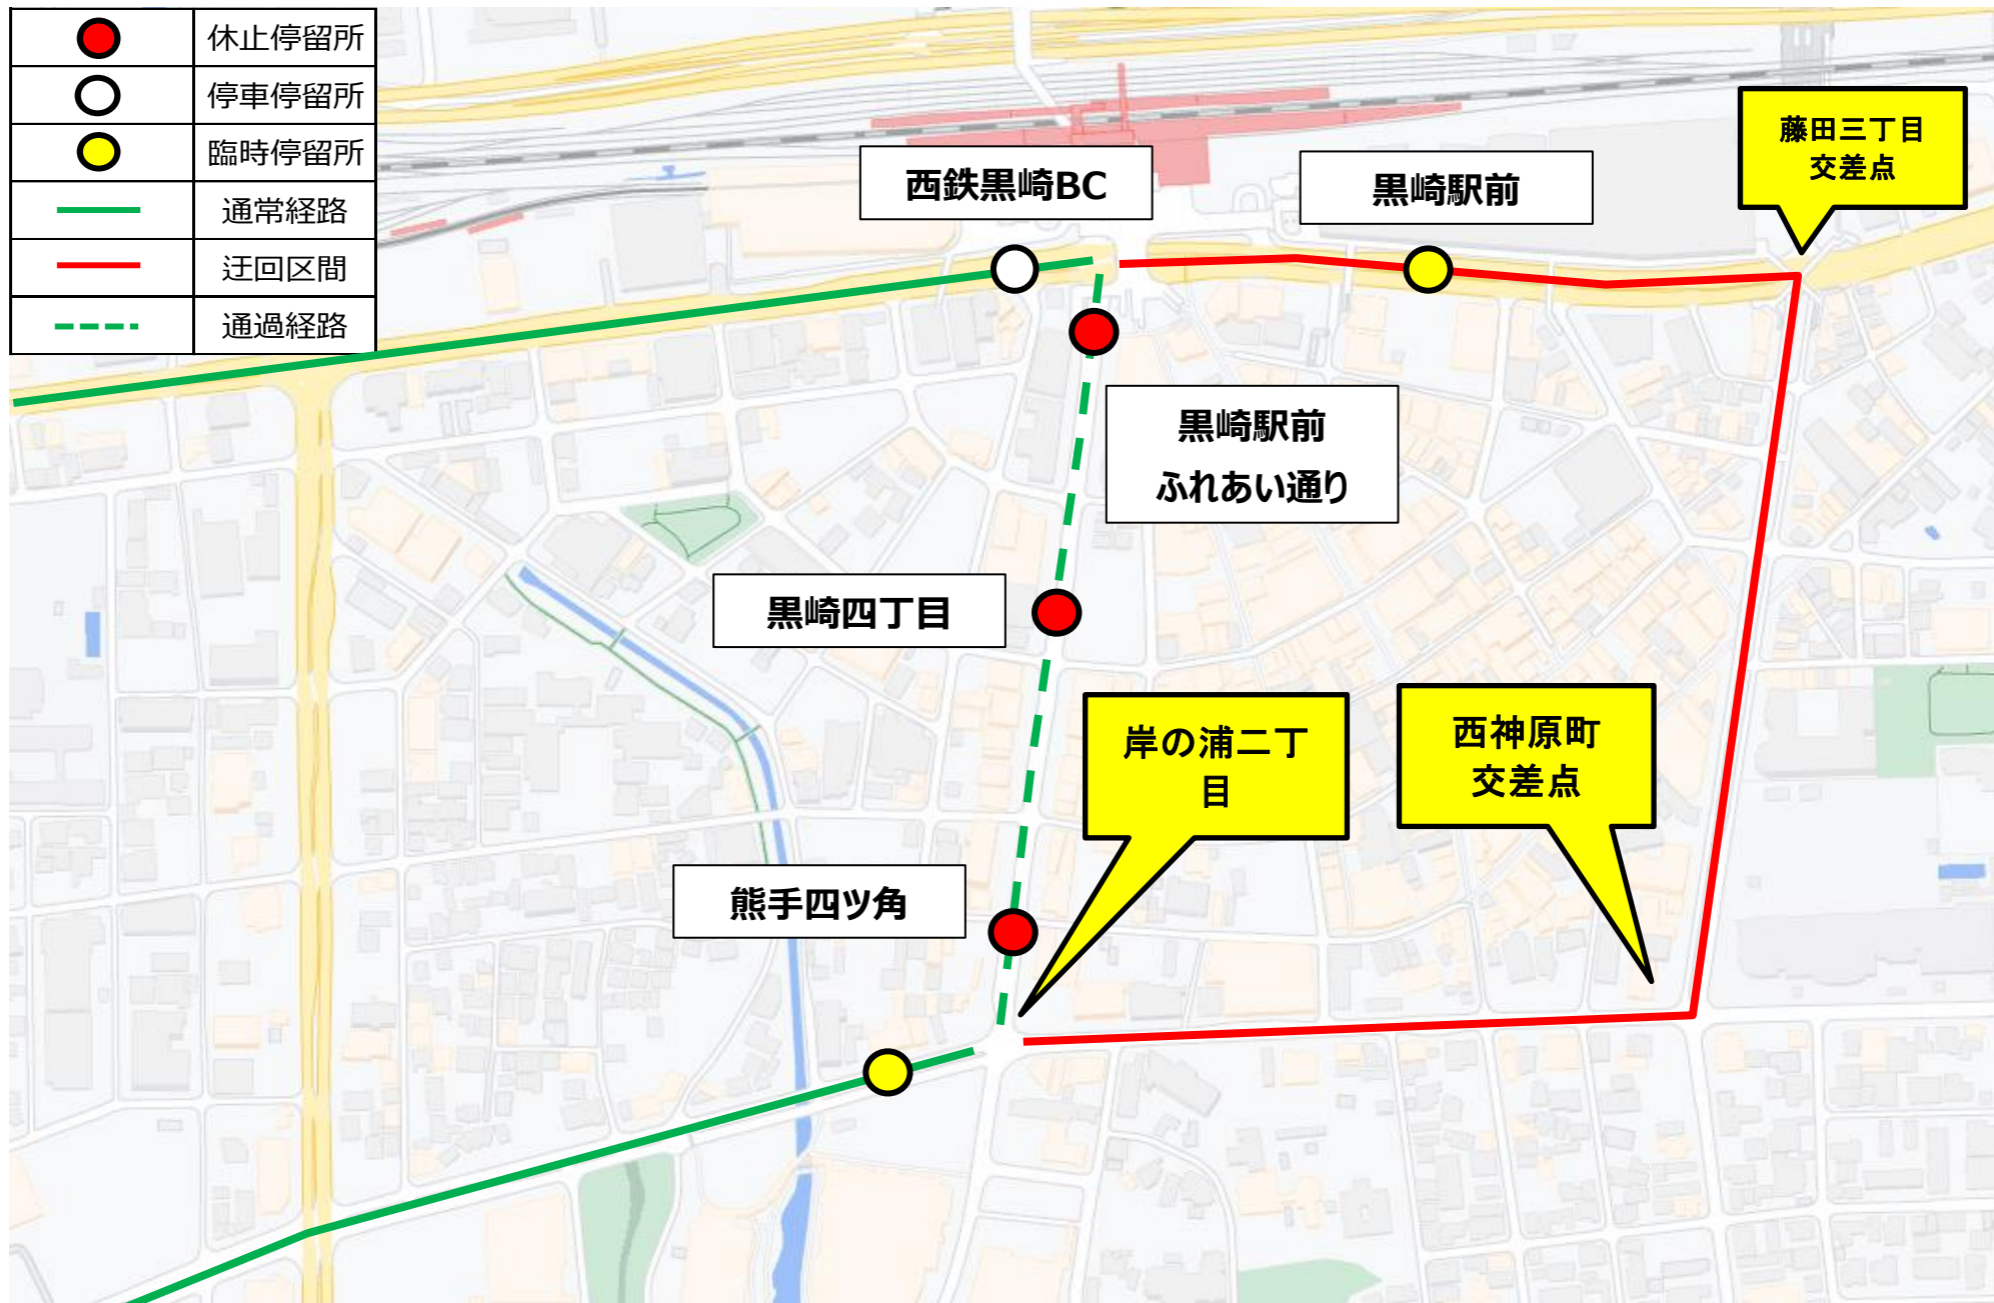 休止停留所
停車停留所
臨時停留所
通常経路
迂回区間
通過経路
藤田三丁目
交差点
西鉄黒崎BC
黒崎駅前
黒崎駅前
ふれあい通り
黒崎四丁目
岸の浦二丁
目
西神原町
交差点
熊手四ツ角